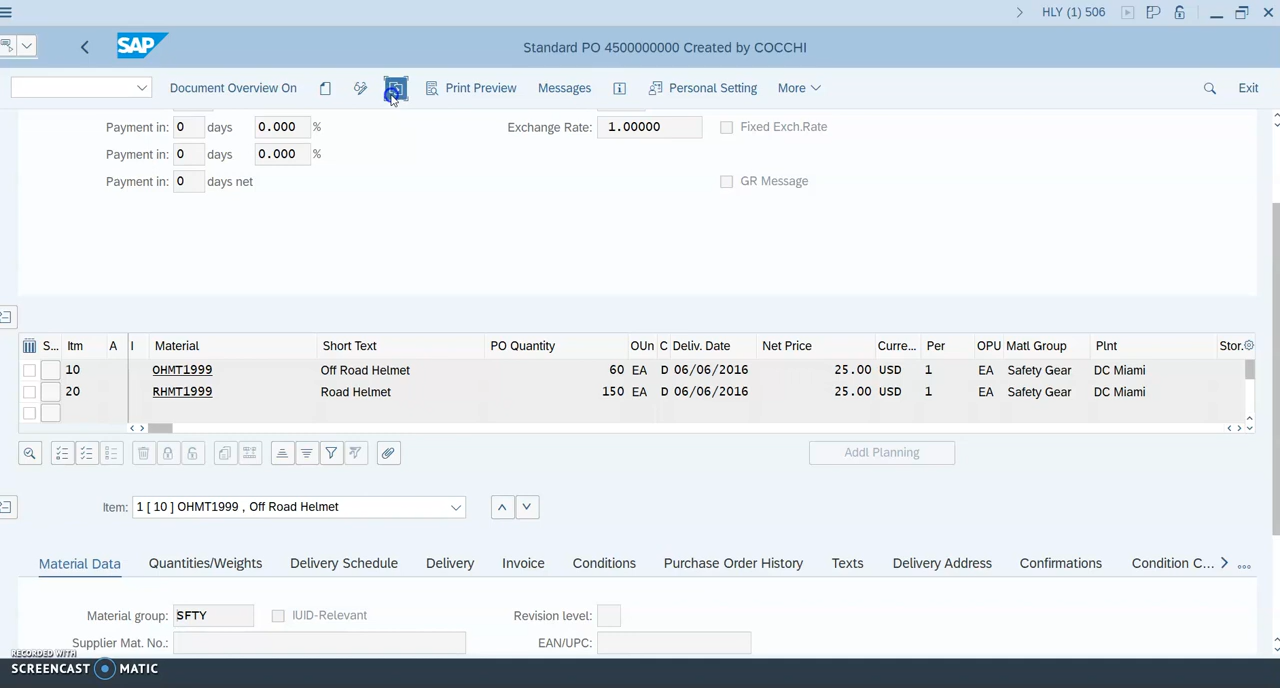 HLY (1) 506
SAP
Standard PO 4500000000 Created by COCCHI
Document Overview On
Print Preview
Messages
Personal Setting
More
Exit
Payment in: 0 days 0.000 %
Exchange Rate: 1.00000
Fixed Exch.Rate
Payment in: 0 days 0.000 %
Payment in: 0 days net
GR Message
S... Itm A I Material Short Text PO Quantity OUn C Deliv. Date Net Price Curre... Per OPU Matl Group Plnt Stor.
10 OHMT1999 Off Road Helmet 60 EA D 06/06/2016 25.00 USD 1 EA Safety Gear DC Miami
20 RHMT1999 Road Helmet 150 EA D 06/06/2016 25.00 USD 1 EA Safety Gear DC Miami
Addl Planning
Item: 1 [ 10 ] OHMT1999 , Off Road Helmet
Material Data Quantities/Weights Delivery Schedule Delivery Invoice Conditions Purchase Order History Texts Delivery Address Confirmations Condition C...
Material group: SFTY
IUID-Relevant
Revision level:
Supplier Mat. No.:
EAN/UPC:
RECORDED WITH
SCREENCAST MATIC